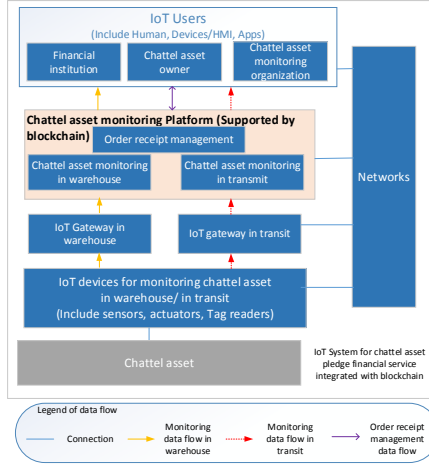 IoT Users
(Include Human, Devices/HMI, Apps)
Financial
institution
Chattel asset
owner
Chattel asset
monitoring
organization
Chattel asset monitoring Platform (Supported by
blockchain)
Order receipt management
Chattel asset monitoring
in warehouse
Chattel asset monitoring
in transmit
Networks
IoT Gateway in
warehouse
IoT gateway in transit
IoT devices for monitoring chattel asset
in warehouse/ in transit
(Include sensors, actuators, Tag readers)
Chattel asset
IoT System for chattel asset
pledge financial service
integrated with blockchain
Legend of data flow
Connection
Monitoring
data flow in
warehouse
Monitoring
data flow in
transit
Order receipt
management
data flow